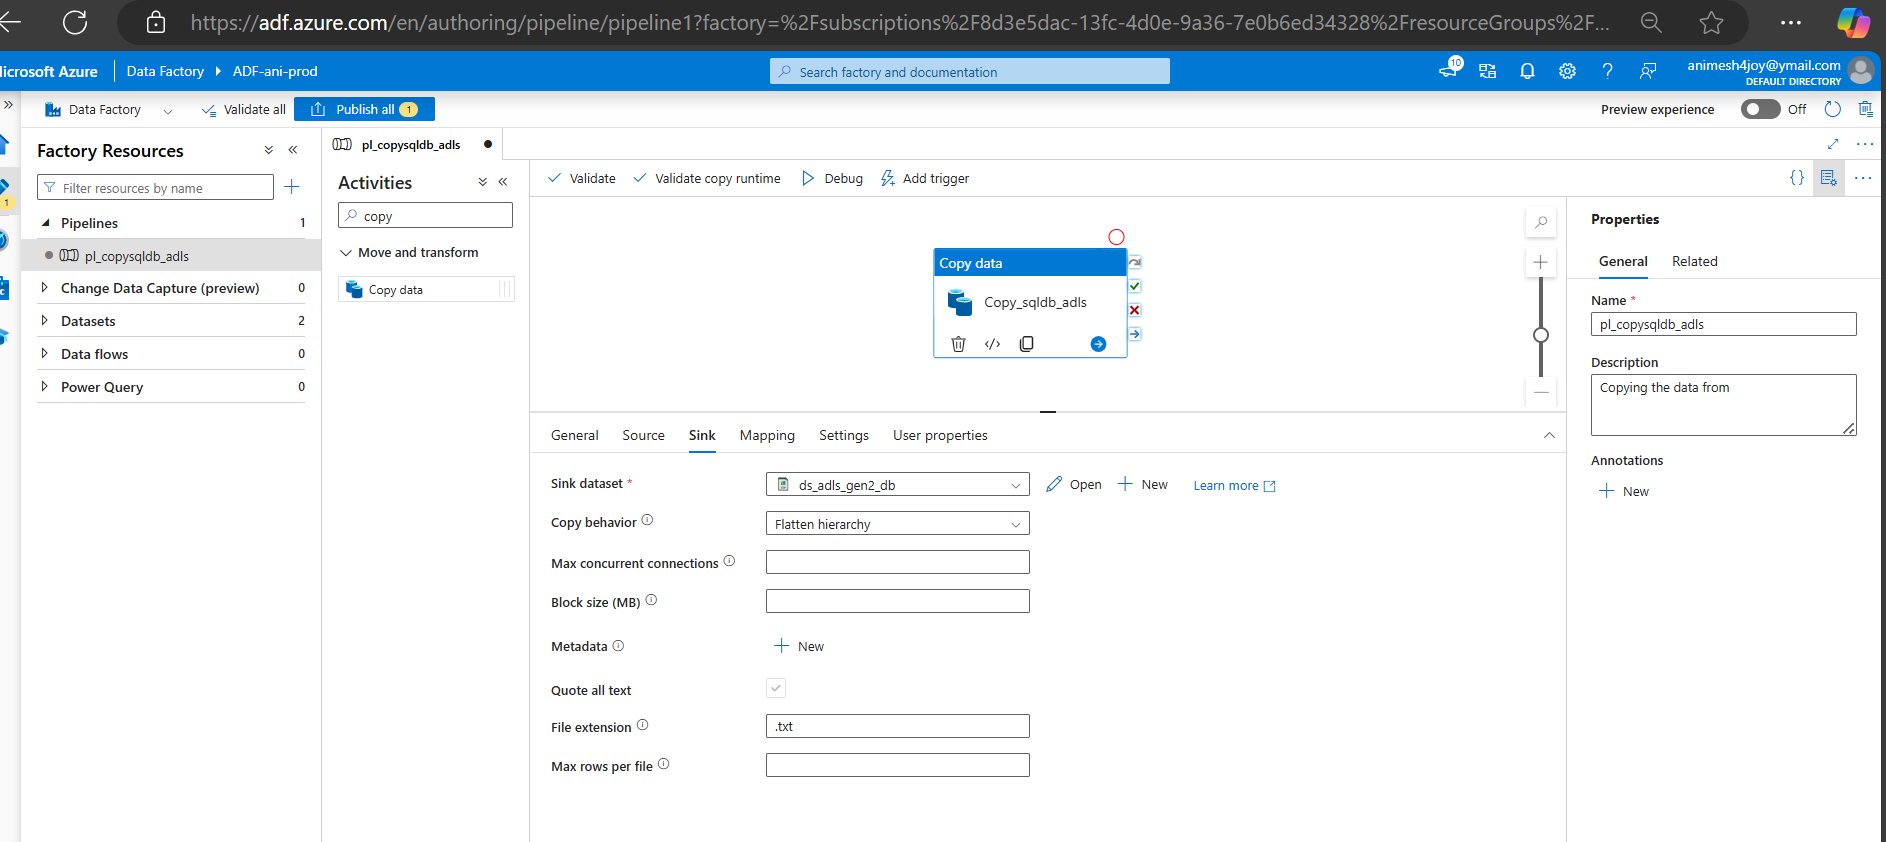 https://adf.azure.com/en/authoring/pipeline/pipeline1?factory=%2Fsubscriptions%2F8d3e5dac-13fc-4d0e-9a36-7e0b6ed34328%2FresourceGroups%2F...
icrosoft Azure
Data Factory
ADF-ani-prod
Search factory and documentation
10
animesh4joy@ymail.com
DEFAULT DIRECTORY
Data Factory
Validate all
Publish all
1
Preview experience
Off
1
Factory Resources
Filter resources by name
Pipelines 1
pl_copysqldb_adls
Change Data Capture (preview) 0
Datasets 2
Data flows 0
Power Query 0
pl_copysqldb_adls
Activities
copy
Move and transform
Copy data
Validate
Validate copy runtime
Debug
Add trigger
Copy data
Copy_sqldb_adls
General
Source
Sink
Mapping
Settings
User properties
Sink dataset *
ds_adls_gen2_db
Open
New
Learn more
Copy behavior
Flatten hierarchy
Max concurrent connections
Block size (MB)
Metadata
New
Quote all text
File extension
.txt
Max rows per file
Properties
General
Related
Name *
pl_copysqldb_adls
Description
Copying the data from
Annotations
New